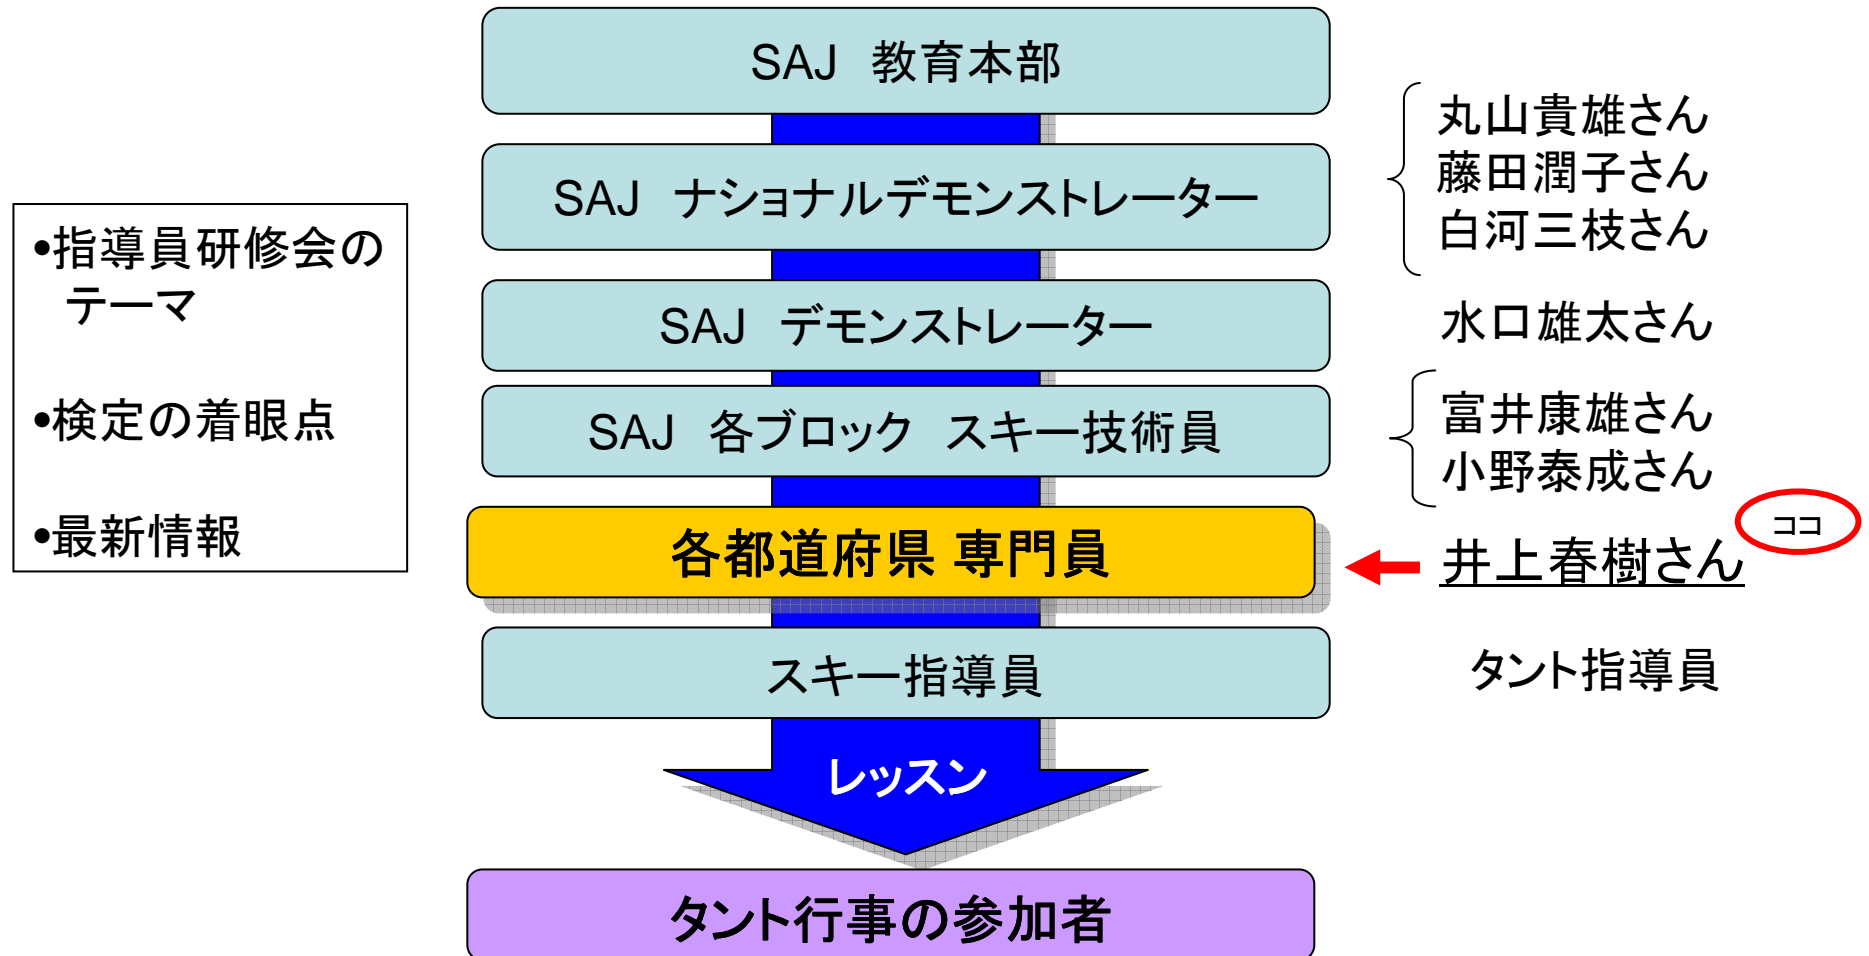 SAJ 教育本部
SAJ ナショナルデモンストレーター
SAJ デモンストレーター
SAJ 各ブロック スキー技術員
各都道府県 専門員
スキー指導員
レッスン
タント行事の参加者
•指導員研修会の
テーマ
•検定の着眼点
•最新情報
丸山貴雄さん
藤田潤子さん
白河三枝さん
水口雄太さん
富井康雄さん
小野泰成さん
ココ
井上春樹さん
タント指導員